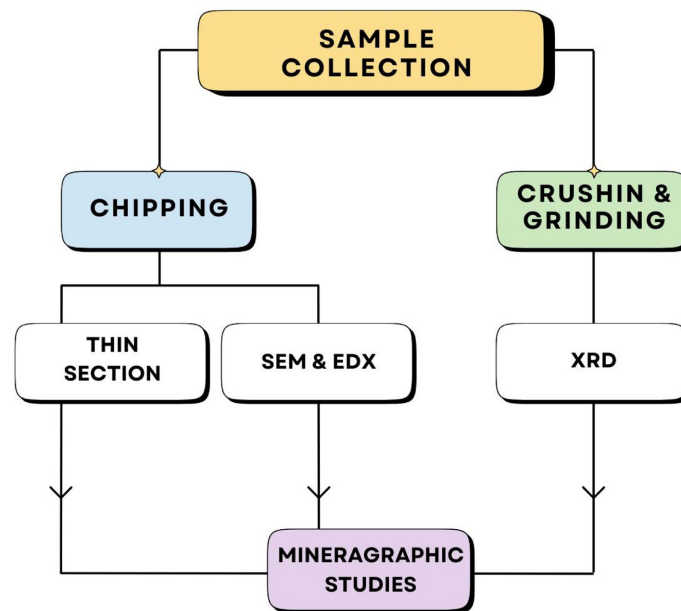 SAMPLE
COLLECTION
CHIPPING
CRUSHIN &
GRINDING
THIN
SECTION
SEM & EDX
XRD
MINERAGRAPHIC
STUDIES